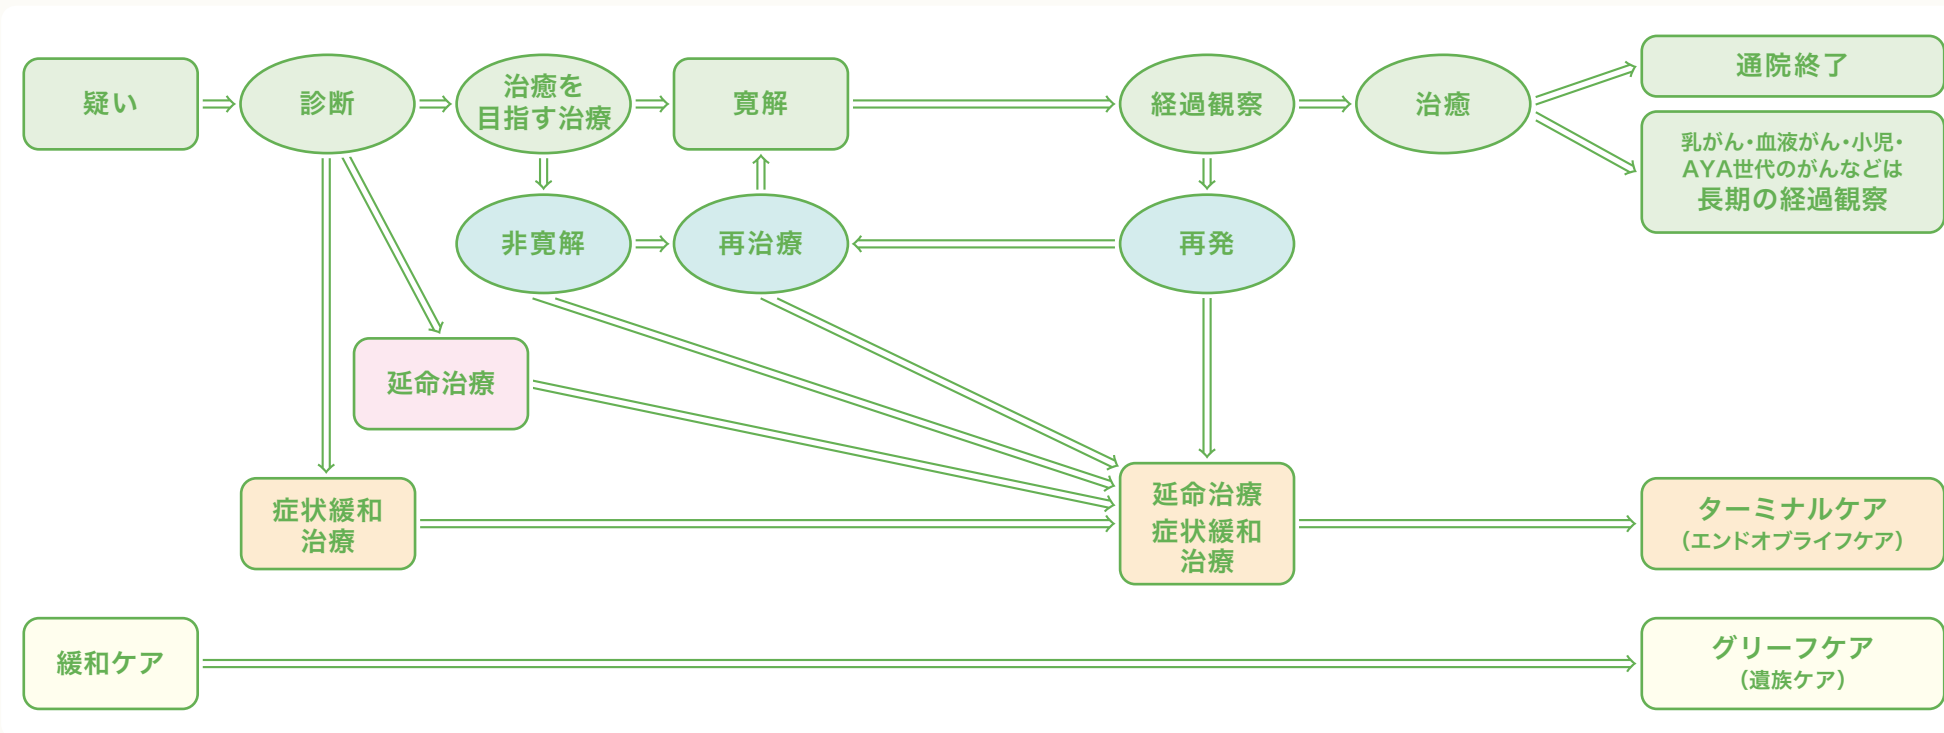 疑い
診断
治癒を
目指す治療
寛解
経過観察
治癒
通院終了
乳がん・血液がん・小児・
AYA世代のがんなどは
長期の経過観察
非寛解
再治療
再発
延命治療
症状緩和
治療
延命治療
症状緩和
治療
ターミナルケア
（エンドオブライフケア）
緩和ケア
グリーフケア
（遺族ケア）